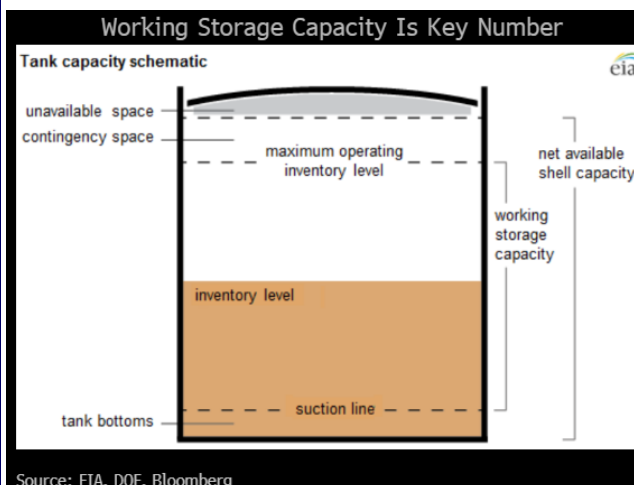 Working Storage Capacity Is Key Number
Tank capacity schematic
eia
unavailable space
contingency space
maximum operating
inventory level
net available
shell capacity
working
storage
capacity
inventory level
suction line
tank bottoms
Source: EIA, DOE, Bloomberg